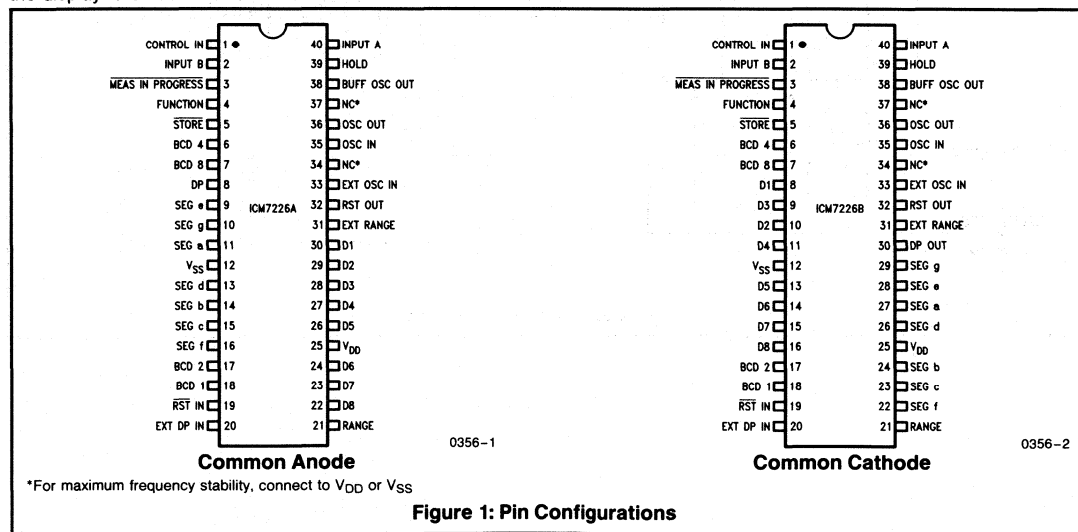 the display
CONTROL IN 1 40 INPUT A
INPUT B 2 39 HOLD
MEAS IN PROGRESS 3 38 BUFF OSC OUT
FUNCTION 4 37 NC*
STORE 5 36 OSC OUT
BCD 4 6 35 OSC IN
BCD 8 7 34 NC*
DP 8 33 EXT OSC IN
SEG e 9 ICM7226A 32 RST OUT
SEG g 10 31 EXT RANGE
SEG a 11 30 D1
VSS 12 29 D2
SEG d 13 28 D3
SEG b 14 27 D4
SEG c 15 26 D5
SEG f 16 25 VDD
BCD 2 17 24 D6
BCD 1 18 23 D7
RST IN 19 22 D8
EXT DP IN 20 21 RANGE
0356–1
Common Anode
CONTROL IN 1 40 INPUT A
INPUT B 2 39 HOLD
MEAS IN PROGRESS 3 38 BUFF OSC OUT
FUNCTION 4 37 NC*
STORE 5 36 OSC OUT
BCD 4 6 35 OSC IN
BCD 8 7 34 NC*
D1 8 33 EXT OSC IN
D3 9 ICM7226B 32 RST OUT
D2 10 31 EXT RANGE
D4 11 30 DP OUT
VSS 12 29 SEG g
D5 13 28 SEG e
D6 14 27 SEG a
D7 15 26 SEG d
D8 16 25 VDD
BCD 2 17 24 SEG b
BCD 1 18 23 SEG c
RST IN 19 22 SEG f
EXT DP IN 20 21 RANGE
0356–2
Common Cathode
*For maximum frequency stability, connect to VDD or VSS
Figure 1: Pin Configurations